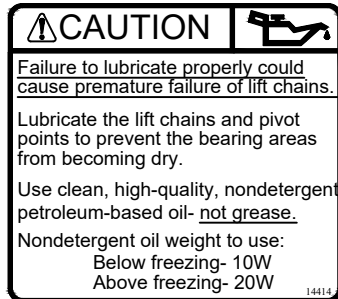 CAUTION
Failure to lubricate properly could
cause premature failure of lift chains.
Lubricate the lift chains and pivot
points to prevent the bearing areas
from becoming dry.
Use clean, high-quality, nondetergent
petroleum-based oil- not grease.
Nondetergent oil weight to use:
Below freezing- 10W
Above freezing- 20W
14414